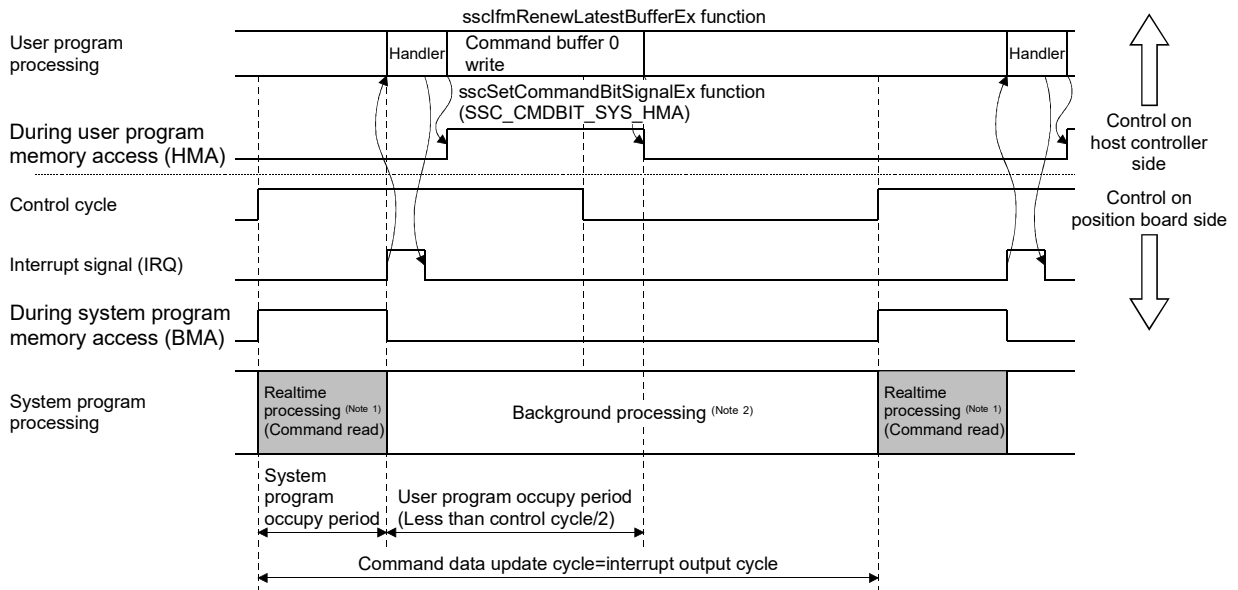 sscIfmRenewLatestBufferEx function
User program
processing
Handler
Command buffer 0
write
Handler
sscSetCommandBitSignalEx function
(SSC_CMDBIT_SYS_HMA)
During user program
memory access (HMA)
Control on
host controller
side
Control cycle
Control on
position board side
Interrupt signal (IRQ)
During system program
memory access (BMA)
System program
processing
Realtime
processing (Note 1)
(Command read)
Background processing (Note 2)
Realtime
processing (Note 1)
(Command read)
System
program
occupy period
User program occupy period
(Less than control cycle/2)
Command data update cycle=interrupt output cycle